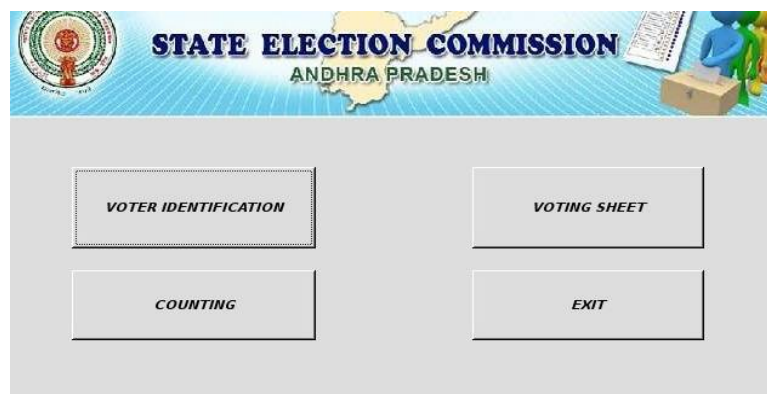 STATE ELECTION COMMISSION
ANDHRA PRADESH
VOTER IDENTIFICATION
VOTING SHEET
COUNTING
EXIT